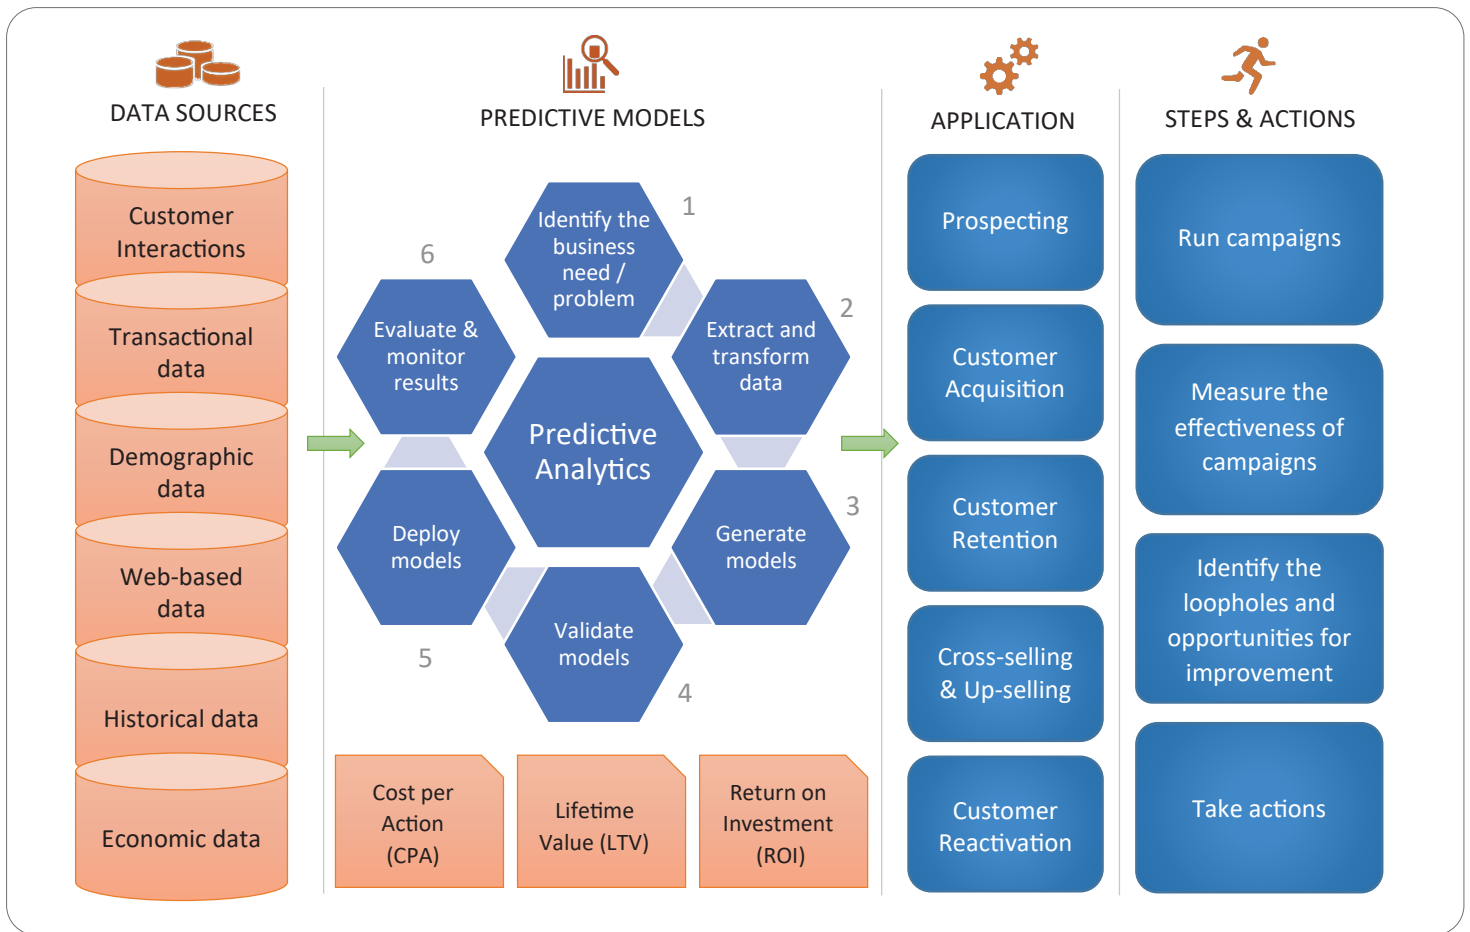 DATA SOURCES
Customer
Interactions
Transactional
data
Demographic
data
Web-based
data
Historical data
Economic data
PREDICTIVE MODELS
1
Identify the
business
need /
problem
2
Extract and
transform
data
3
Generate
models
4
Validate
models
5
Deploy
models
6
Evaluate &
monitor
results
Predictive
Analytics
Cost per
Action
(CPA)
Lifetime
Value (LTV)
Return on
Investment
(ROI)
APPLICATION
Prospecting
Customer
Acquisition
Customer
Retention
Cross-selling
& Up-selling
Customer
Reactivation
STEPS & ACTIONS
Run campaigns
Measure the
effectiveness of
campaigns
Identify the
loopholes and
opportunities for
improvement
Take actions